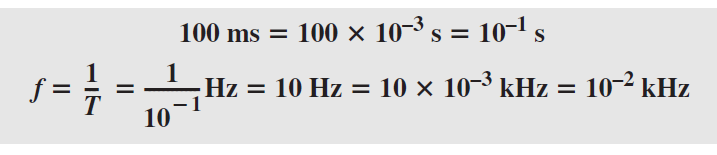 100 ms = 100 × 10⁻³ s = 10⁻¹ s
f = 1/T = 1/10⁻¹ Hz = 10 Hz = 10 × 10⁻³ kHz = 10⁻² kHz